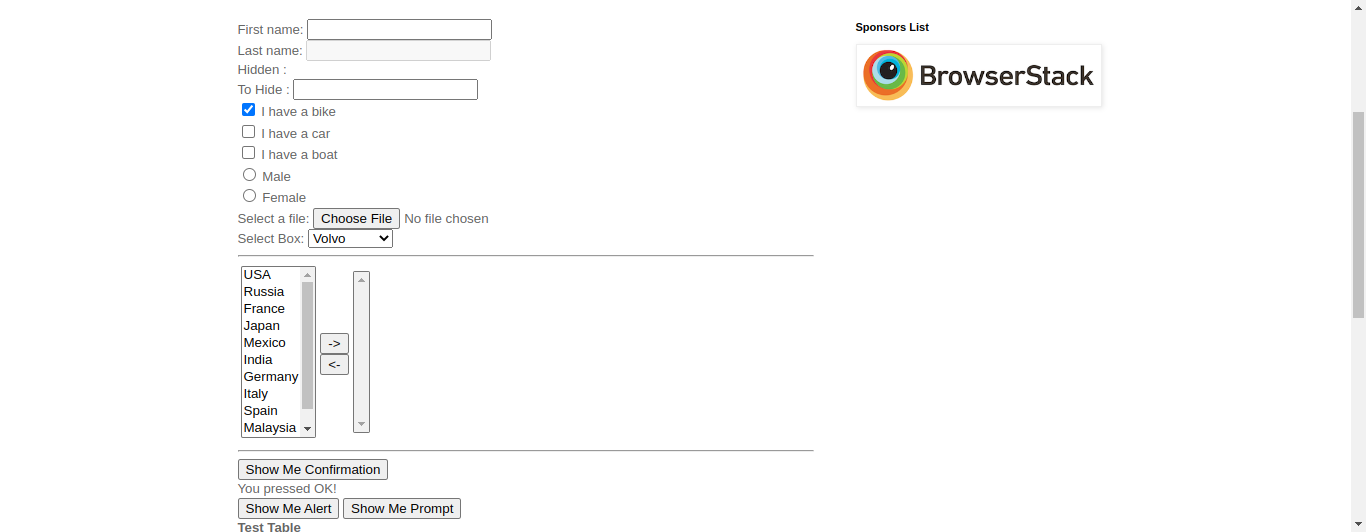 First name:
Last name:
Hidden :
To Hide :
I have a bike
I have a car
I have a boat
Male
Female
Select a file: Choose File No file chosen
Select Box: Volvo
USA
Russia
France
Japan
Mexico
India
Germany
Italy
Spain
Malaysia
->
<-
Show Me Confirmation
You pressed OK!
Show Me Alert Show Me Prompt
Test Table
Sponsors List
BrowserStack